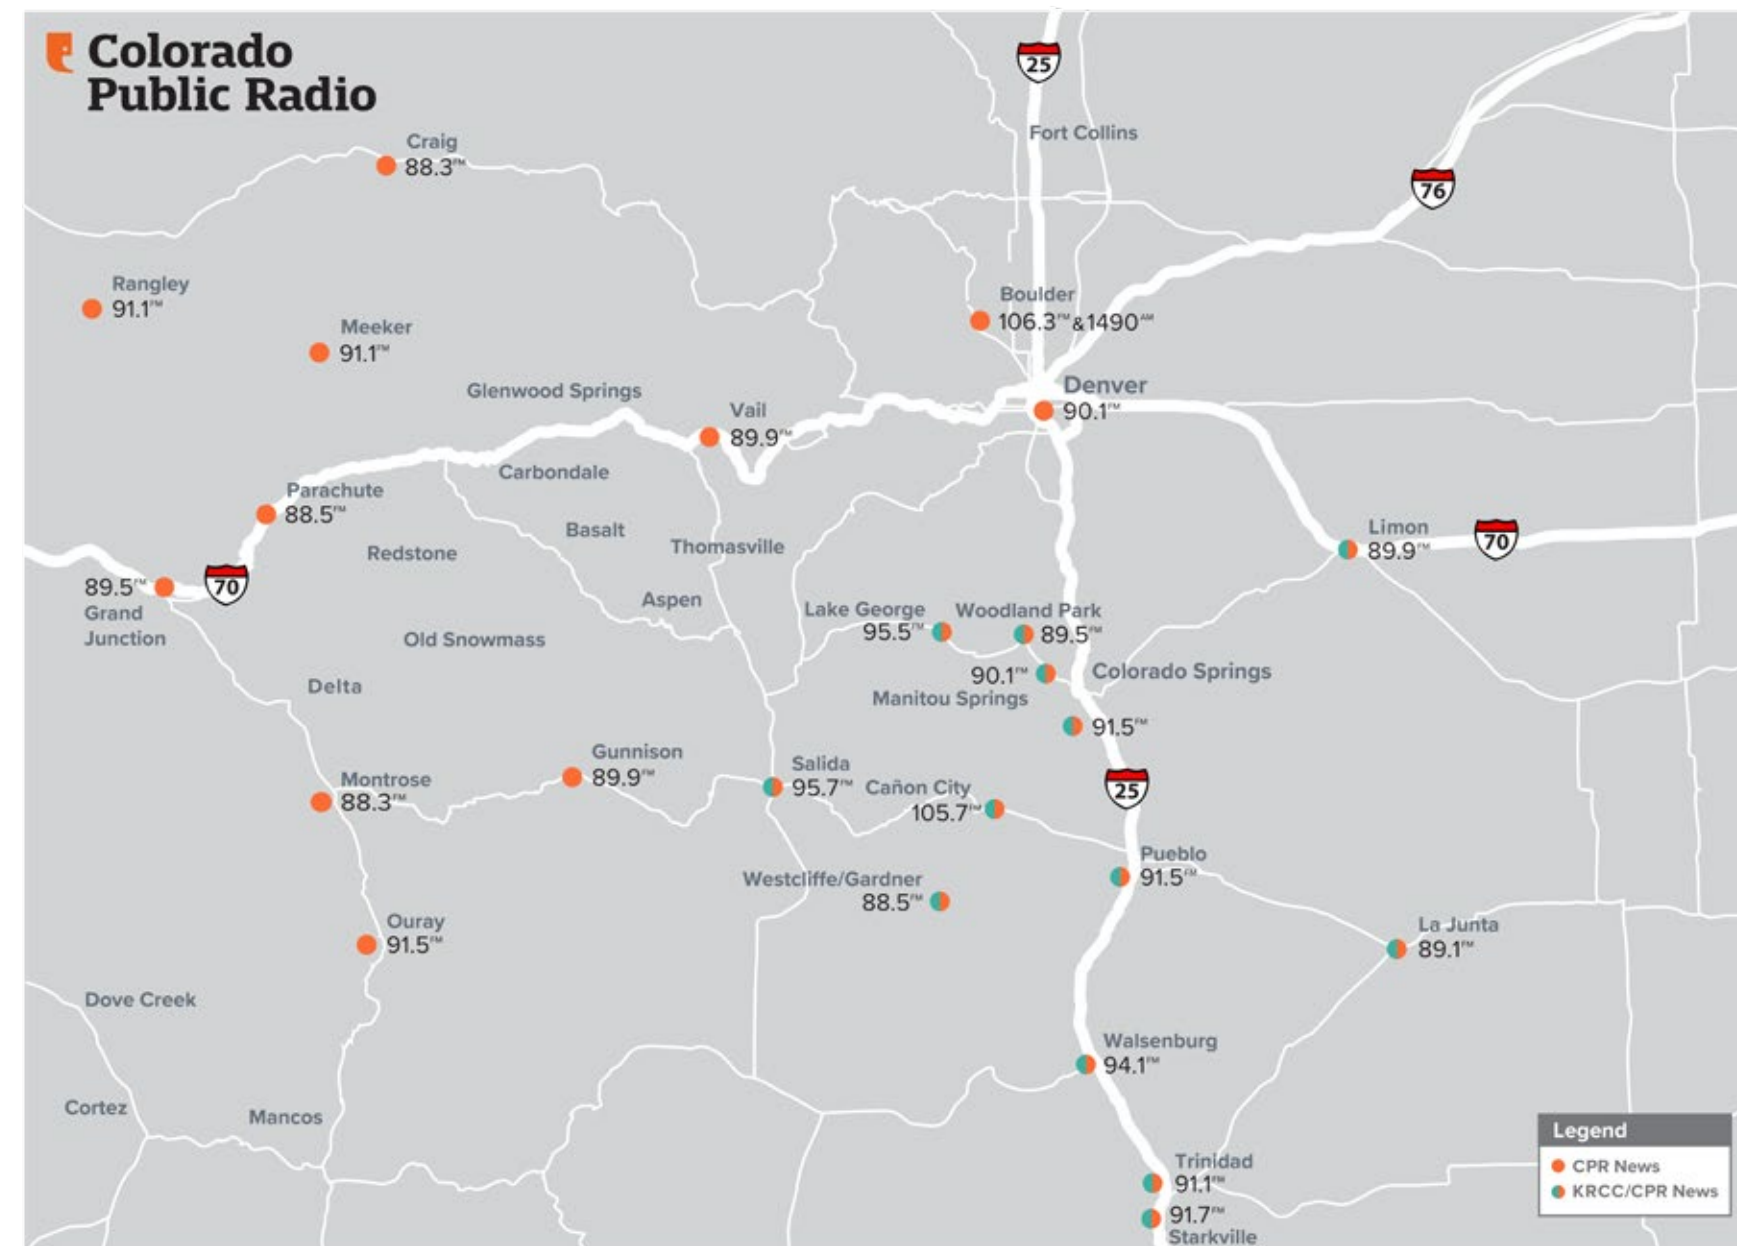 Colorado
Public Radio
25
Fort Collins
Craig
88.3FM
76
Rangley
91.1FM
Meeker
91.1FM
Boulder
106.3FM & 1490AM
Glenwood Springs
Denver
90.1FM
Vail
89.9FM
Carbondale
Parachute
88.5FM
Basalt
Redstone
Thomasville
Limon
89.9FM
70
89.5FM
Grand
Junction
70
Aspen
Old Snowmass
Lake George
95.5FM
Woodland Park
89.5FM
90.1FM
Manitou Springs
Colorado Springs
91.5FM
Delta
Montrose
88.3FM
Gunnison
89.9FM
Salida
95.7FM
Cañon City
105.7FM
25
Pueblo
91.5FM
Westcliffe/Gardner
88.5FM
Ouray
91.5FM
La Junta
89.1FM
Dove Creek
Walsenburg
94.1FM
Cortez
Mancos
Trinidad
91.1FM
91.7FM
Starkville
Legend
CPR News
KRCC/CPR News